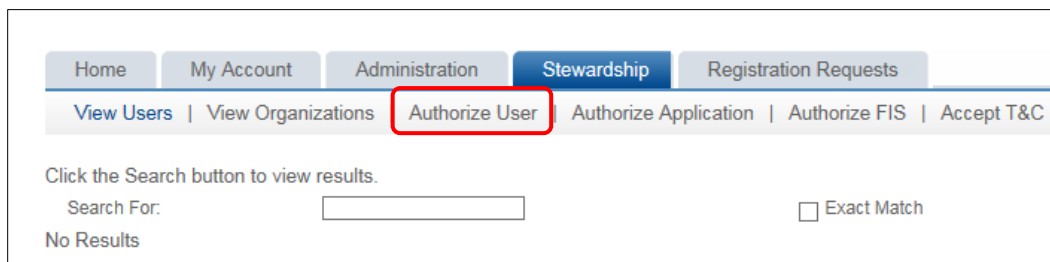 Home My Account Administration Stewardship Registration Requests
View Users | View Organizations Authorize User | Authorize Application | Authorize FIS | Accept T&C
Click the Search button to view results.
Search For: Exact Match
No Results